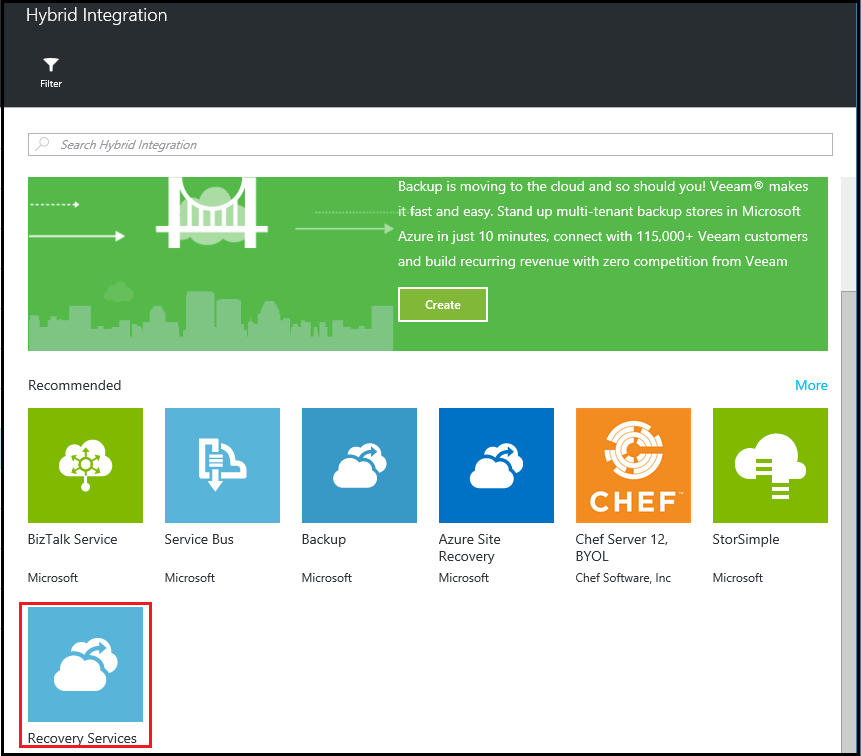 Hybrid Integration
Filter
Search Hybrid Integration
Backup is moving to the cloud and so should you! Veeam® makes
it fast and easy. Stand up multi-tenant backup stores in Microsoft
Azure in just 10 minutes, connect with 115,000+ Veeam customers
and build recurring revenue with zero competition from Veeam
Create
Recommended
More
CHEF™
BizTalk Service
Service Bus
Backup
Azure Site
Recovery
Chef Server 12,
BYOL
StorSimple
Microsoft
Microsoft
Microsoft
Microsoft
Chef Software, Inc
Microsoft
Recovery Services